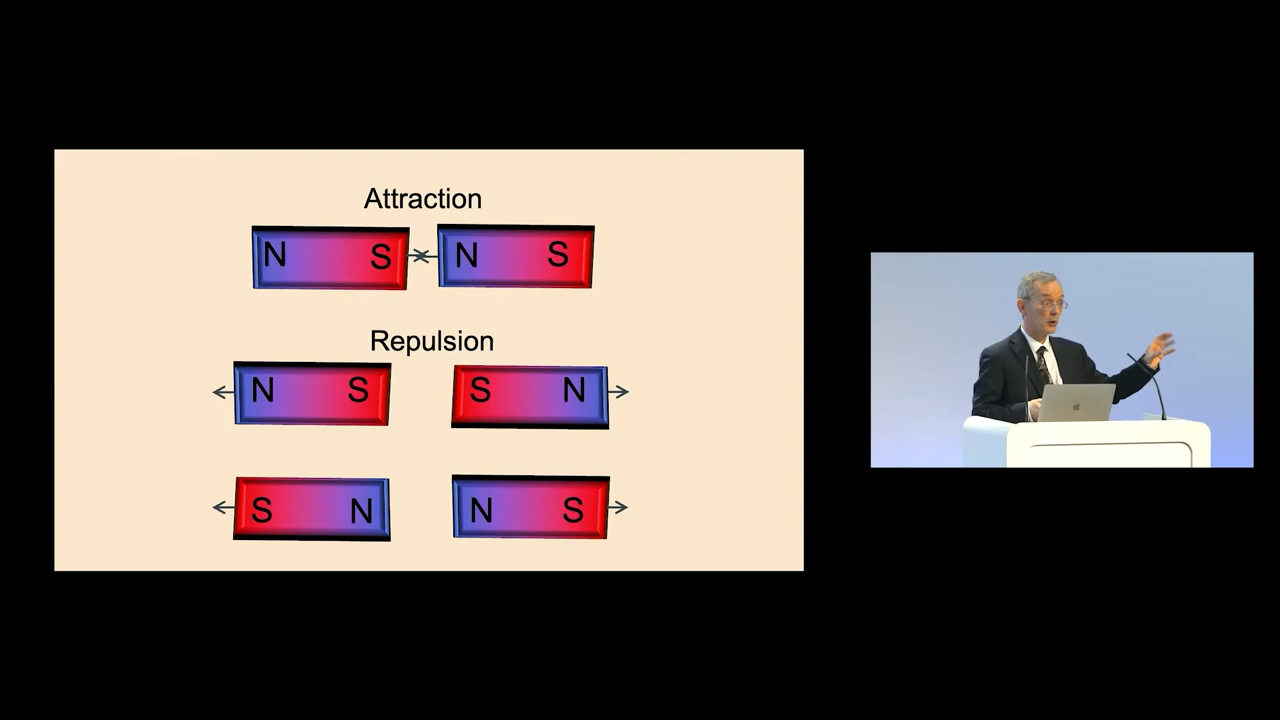 Attraction
N S N S
Repulsion
N S S N
S N N S